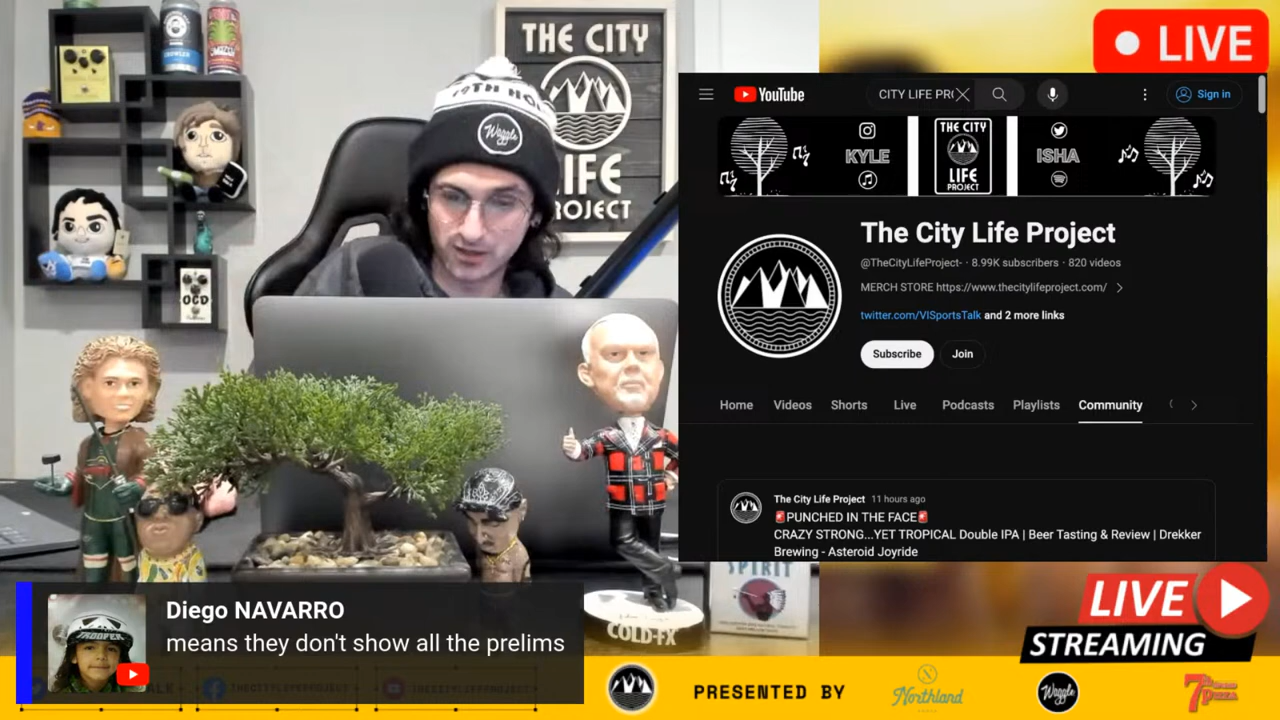 THE CITY
LIFE
PROJECT
19TH HO
Waggle
OCD
LIVE
YouTube
CITY LIFE PR
Sign in
KYLE
THE CITY
LIFE
PROJECT
ISHA
The City Life Project
@TheCityLifeProject- · 8.99K subscribers · 820 videos
MERCH STORE https://www.thecitylifeproject.com/
twitter.com/VISportsTalk and 2 more links
Subscribe
Join
Home
Videos
Shorts
Live
Podcasts
Playlists
Community
The City Life Project 11 hours ago
🚨PUNCHED IN THE FACE🚨
CRAZY STRONG...YET TROPICAL Double IPA | Beer Tasting & Review | Drekker
Brewing - Asteroid Joyride
SPIRIT
COLD-FX
TROOPER
Diego NAVARRO
means they don't show all the prelims
LIVE
STREAMING
PRESENTED BY
Northland
Waggle